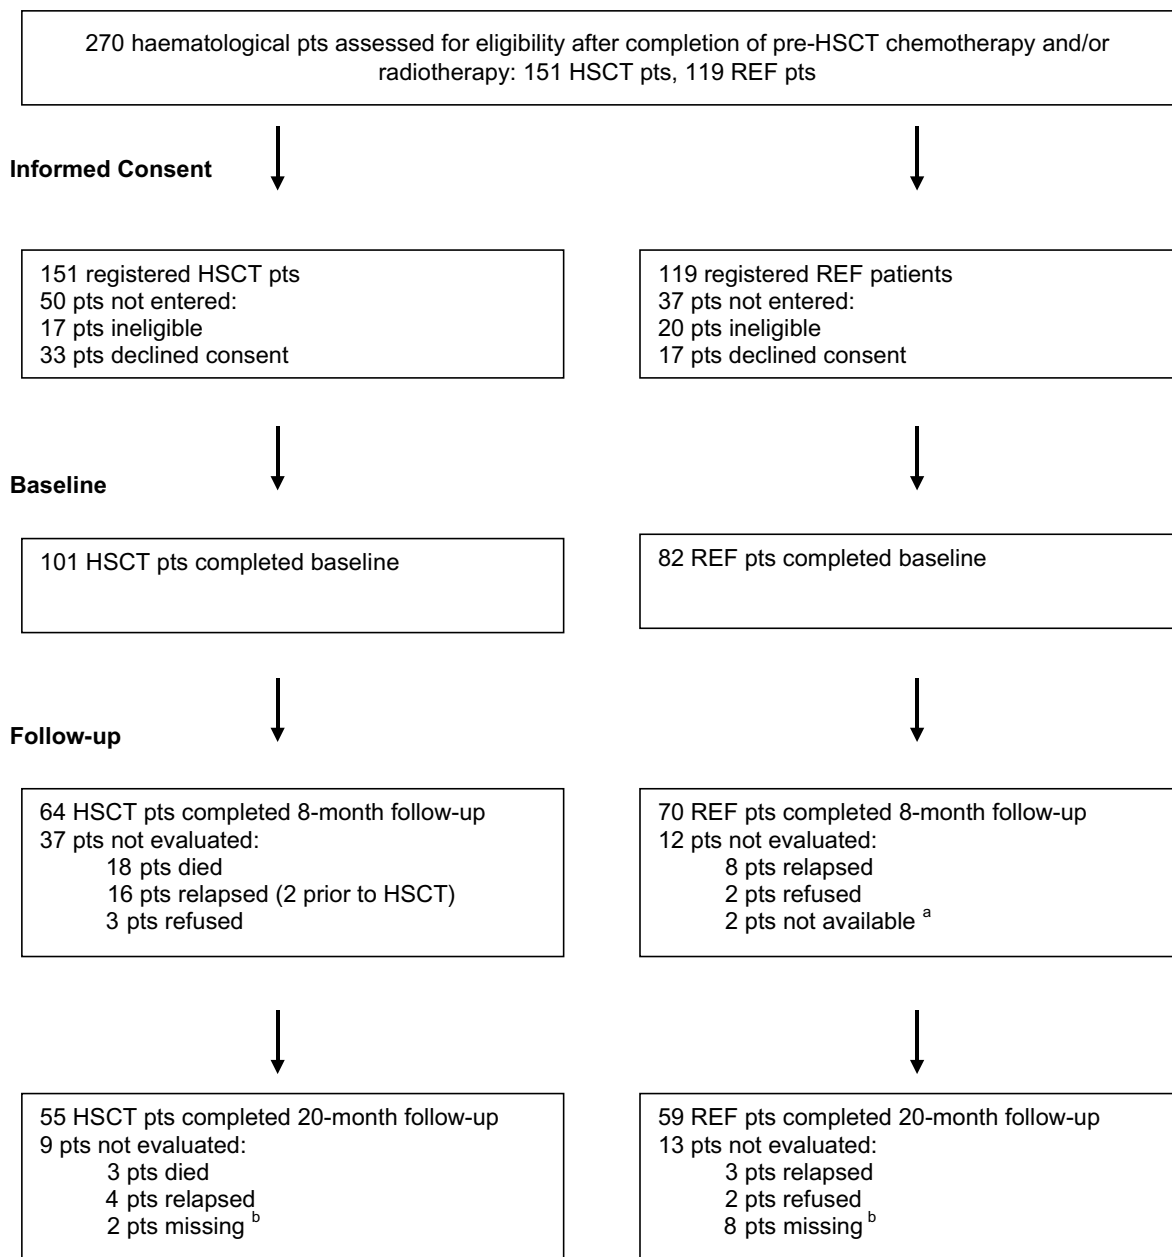 270 haematological pts assessed for eligibility after completion of pre-HSCT chemotherapy and/or
radiotherapy: 151 HSCT pts, 119 REF pts
Informed Consent
151 registered HSCT pts
50 pts not entered:
17 pts ineligible
33 pts declined consent
119 registered REF patients
37 pts not entered:
20 pts ineligible
17 pts declined consent
Baseline
101 HSCT pts completed baseline
82 REF pts completed baseline
Follow-up
64 HSCT pts completed 8-month follow-up
37 pts not evaluated:
18 pts died
16 pts relapsed (2 prior to HSCT)
3 pts refused
70 REF pts completed 8-month follow-up
12 pts not evaluated:
8 pts relapsed
2 pts refused
2 pts not available a
55 HSCT pts completed 20-month follow-up
9 pts not evaluated:
3 pts died
4 pts relapsed
2 pts missing b
59 REF pts completed 20-month follow-up
13 pts not evaluated:
3 pts relapsed
2 pts refused
8 pts missing b